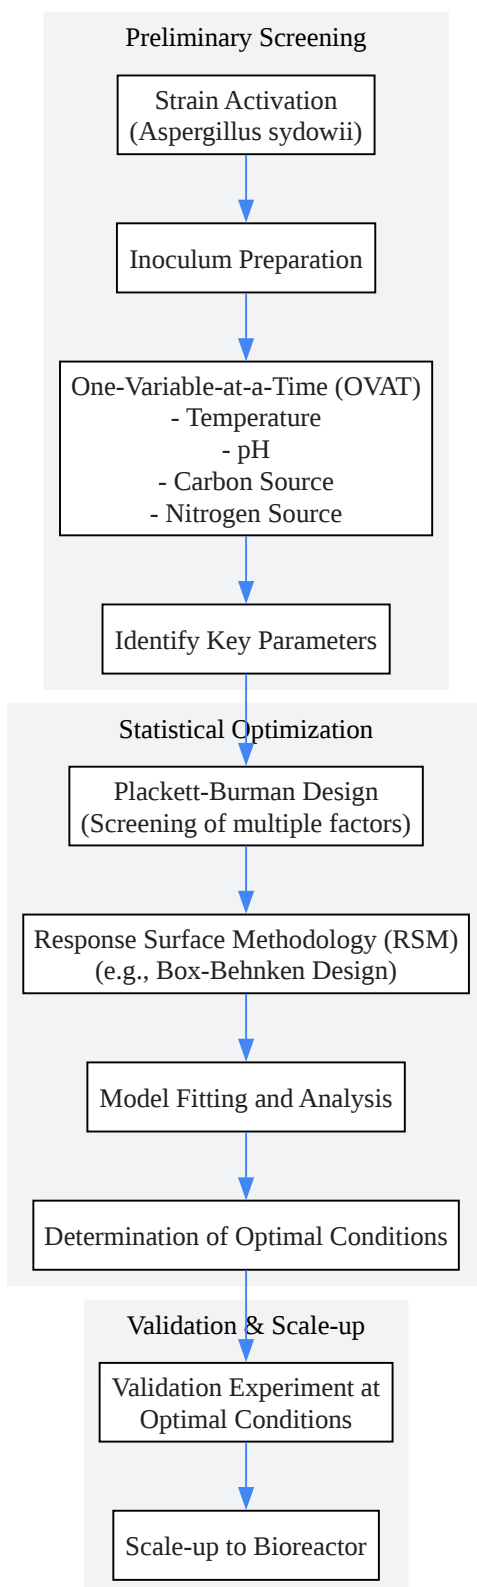 Preliminary Screening
Strain Activation
(Aspergillus sydowii)
Inoculum Preparation
One-Variable-at-a-Time (OVAT)
- Temperature
- pH
- Carbon Source
- Nitrogen Source
Identify Key Parameters
Statistical Optimization
Plackett-Burman Design
(Screening of multiple factors)
Response Surface Methodology (RSM)
(e.g., Box-Behnken Design)
Model Fitting and Analysis
Determination of Optimal Conditions
Validation & Scale-up
Validation Experiment at
Optimal Conditions
Scale-up to Bioreactor